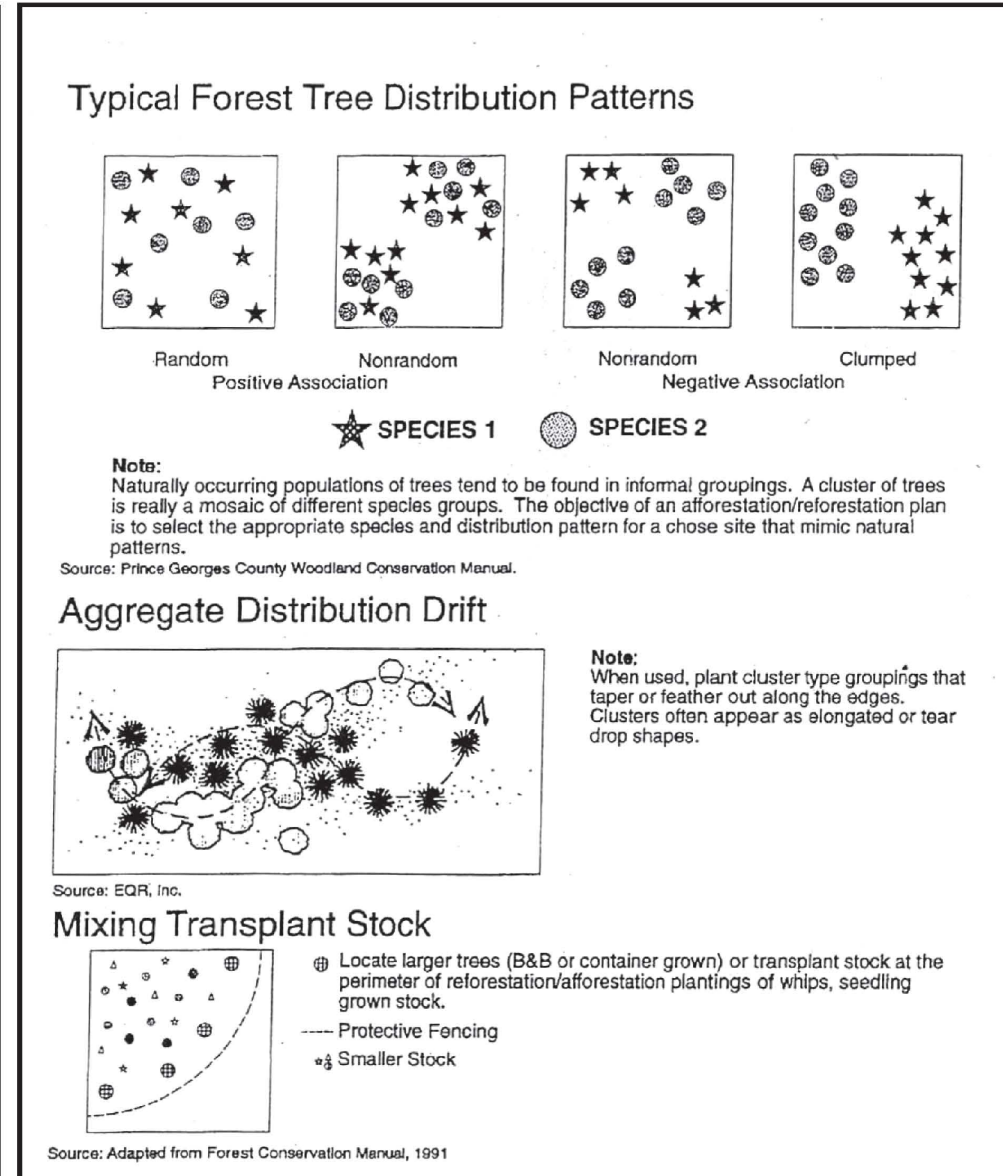 Typical Forest Tree Distribution Patterns
Random Nonrandom Nonrandom Clumped
Positive Association Negative Association
SPECIES 1 SPECIES 2
Note:
Naturally occurring populations of trees tend to be found in informal groupings. A cluster of trees
is really a mosaic of different species groups. The objective of an afforestation/reforestation plan
is to select the appropriate species and distribution pattern for a chose site that mimic natural
patterns.
Source: Prince Georges County Woodland Conservation Manual.
Aggregate Distribution Drift
Note:
When used, plant cluster type groupings that
taper or feather out along the edges.
Clusters often appear as elongated or tear
drop shapes.
Source: EQR, Inc.
Mixing Transplant Stock
Locate larger trees (B&B or container grown) or transplant stock at the
perimeter of reforestation/afforestation plantings of whips, seedling
grown stock.
Protective Fencing
Smaller Stock
Source: Adapted from Forest Conservation Manual, 1991